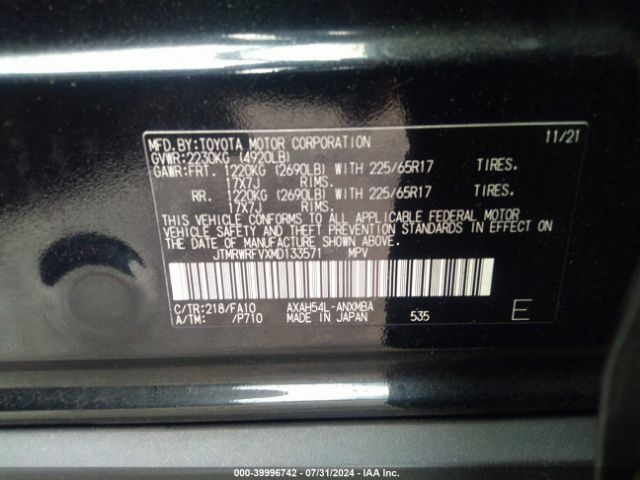 MFD.BY:TOYOTA MOTOR CORPORATION 11/21
GVWR:2230KG (4920LB)
GAWR:FRT. 1220KG (2690LB) WITH 225/65R17 TIRES.
17X7J RIMS.
RR. 1220KG (2690LB) WITH 225/65R17 TIRES.
17X7J RIMS.
THIS VEHICLE CONFORMS TO ALL APPLICABLE FEDERAL MOTOR
VEHICLE SAFETY AND THEFT PREVENTION STANDARDS IN EFFECT ON
THE DATE OF MANUFACTURE SHOWN ABOVE.
JTMRWRFVXMD133571 MPV
C/TR:218/FA10 AXAH54L-ANXMBA
A/TM: /P710 MADE IN JAPAN 535 E
000-39996742 - 07/31/2024 - IAA Inc.